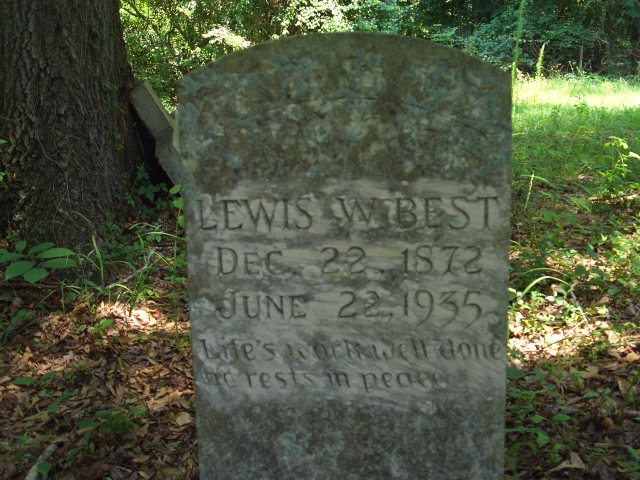 LEWIS W. BEST
DEC. 22, 1872
JUNE 22, 1935
Life's work well done
he rests in peace